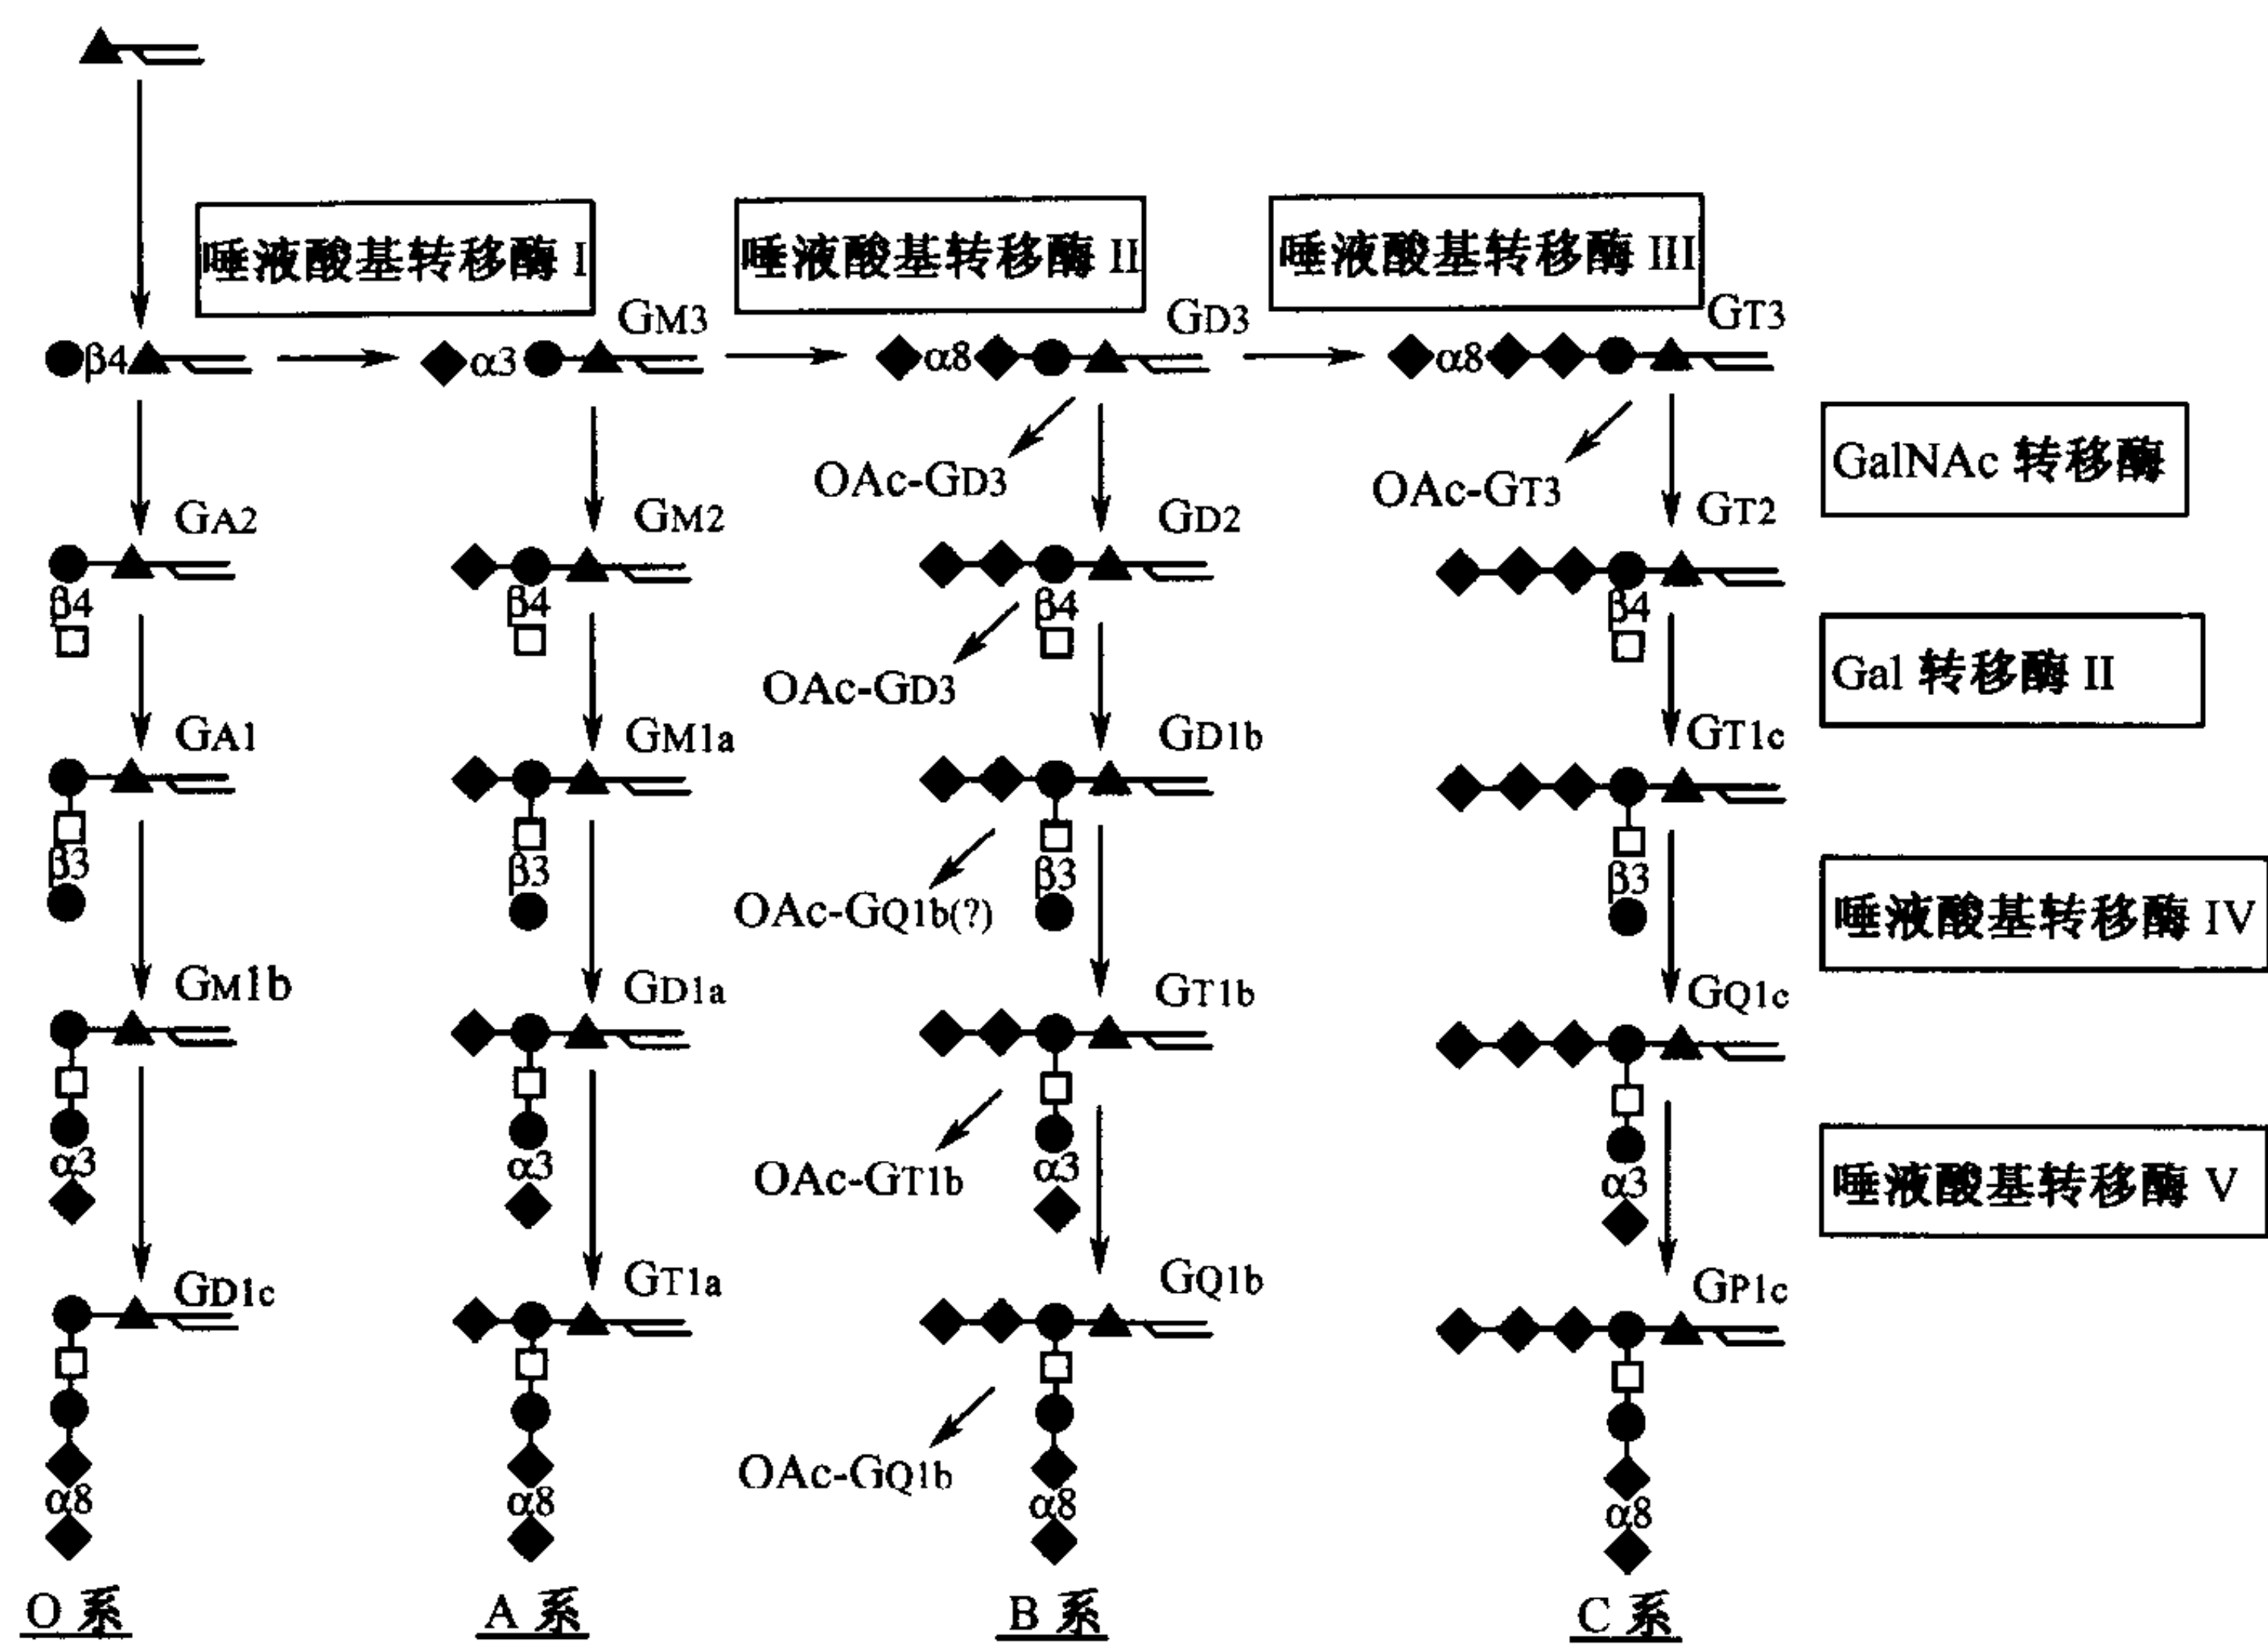 唾液酸基转移酶 I
唾液酸基转移酶 II
唾液酸基转移酶 III
GM3
GD3
GT3
β4
α3
α8
α8
GalNAc 转移酶
OAc-GD3
OAc-GT3
GA2
GM2
GD2
GT2
β4
β4
β4
β4
Gal 转移酶 II
OAc-GD3
GA1
GM1a
GD1b
GT1c
β3
β3
β3
β3
唾液酸基转移酶 IV
OAc-GQ1b(?)
GM1b
GD1a
GT1b
GQ1c
α3
α3
α3
α3
唾液酸基转移酶 V
OAc-GT1b
GD1c
GT1a
GQ1b
GP1c
OAc-GQ1b
α8
α8
α8
α8
O 系
A 系
B 系
C 系